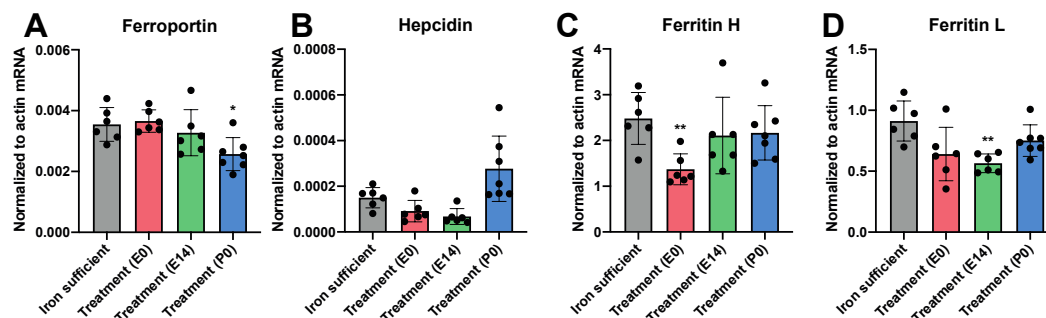 A
Ferroportin
Normalized to actin mRNA
0.006
0.004
0.002
0.000
*
Iron sufficient
Treatment (E0)
Treatment (E14)
Treatment (P0)
B
Hepcidin
Normalized to actin mRNA
0.0008
0.0006
0.0004
0.0002
0.0000
Iron sufficient
Treatment (E0)
Treatment (E14)
Treatment (P0)
C
Ferritin H
Normalized to actin mRNA
4
3
2
1
0
**
Iron sufficient
Treatment (E0)
Treatment (E14)
Treatment (P0)
D
Ferritin L
Normalized to actin mRNA
1.5
1.0
0.5
0.0
**
Iron sufficient
Treatment (E0)
Treatment (E14)
Treatment (P0)